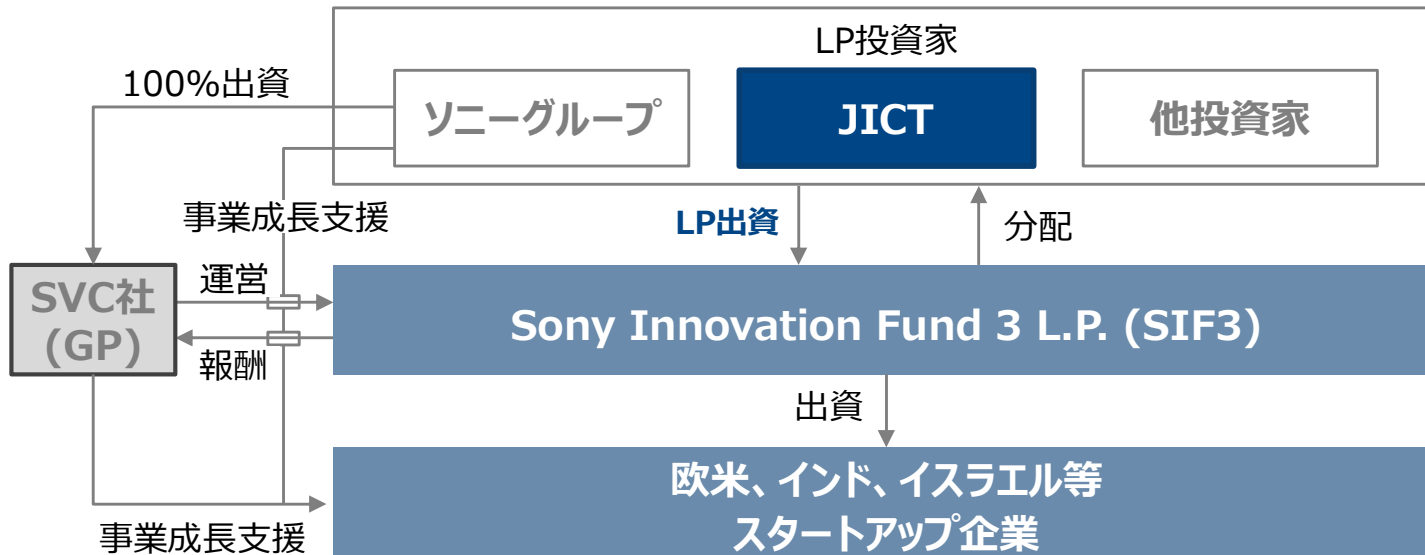 LP投資家
100%出資
ソニーグループ
JICT
他投資家
事業成長支援
LP出資
分配
SVC社
(GP)
運営
報酬
Sony Innovation Fund 3 L.P. (SIF3)
出資
欧米、インド、イスラエル等
スタートアップ企業
事業成長支援